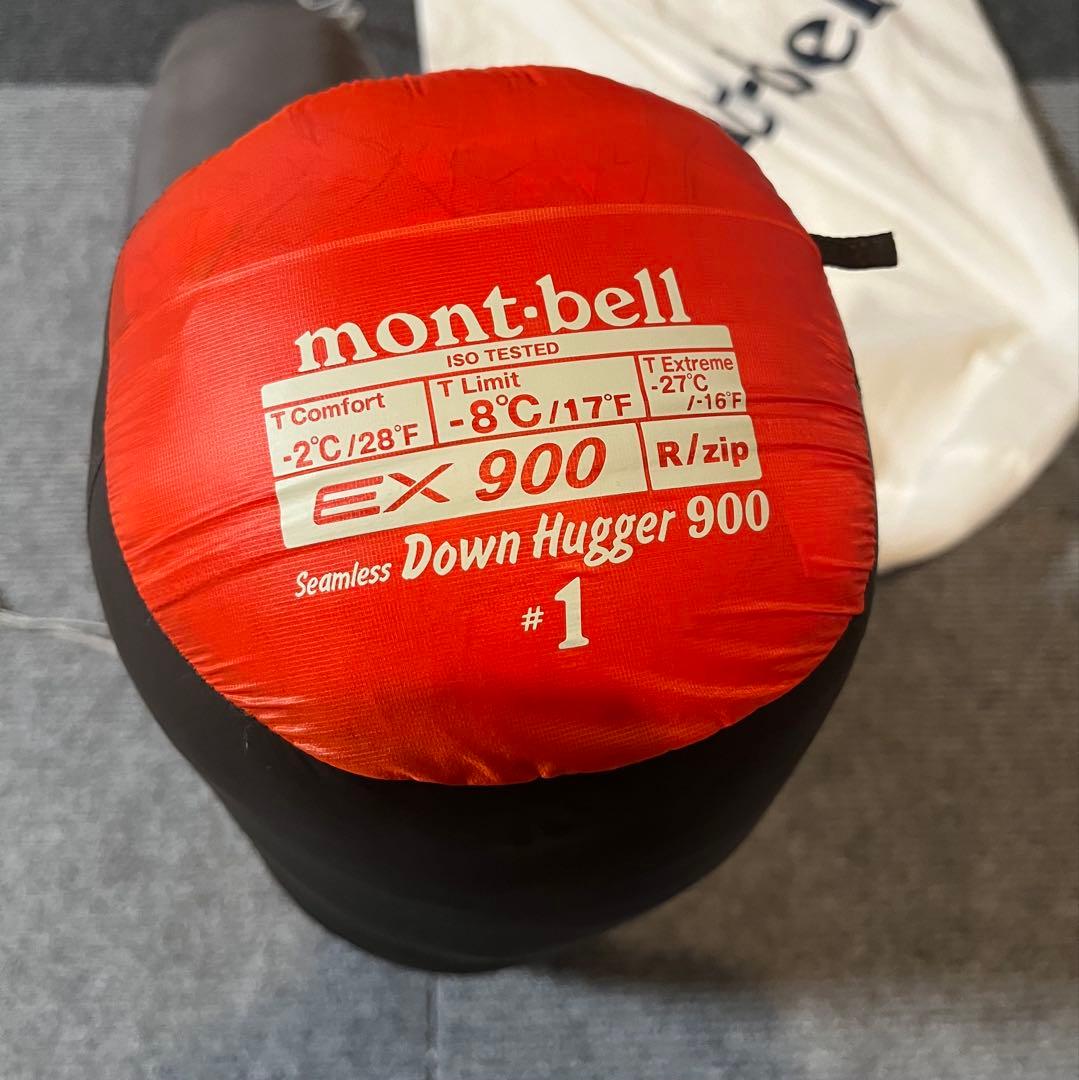 mont·bell
ISO TESTED
T Comfort
-2°C/28°F
T Limit
-8°C/17°F
T Extreme
-27°C
/-16°F
EX 900
R/zip
Seamless Down Hugger 900
#1